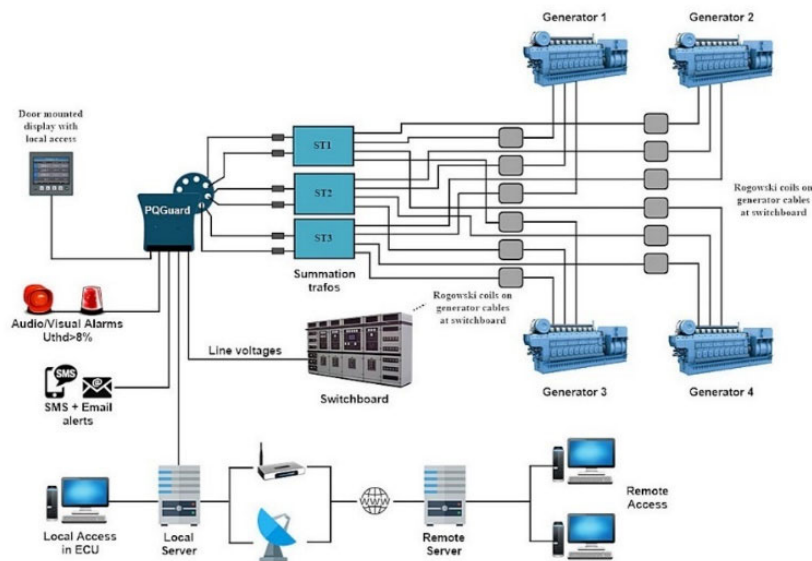 Generator 1
Generator 2
Door mounted
display with
local access
ST1
PQGuard
ST2
Rogowski coils on
generator cables
at switchboard
ST3
Summation
trafos
Rogowski coils on
generator cables
at switchboard
Audio/Visual Alarms
Uthd>8%
Line voltages
SMS
Switchboard
Generator 3
Generator 4
SMS + Email
alerts
WWW
Remote
Access
Local Access
in ECU
Local
Server
Remote
Server